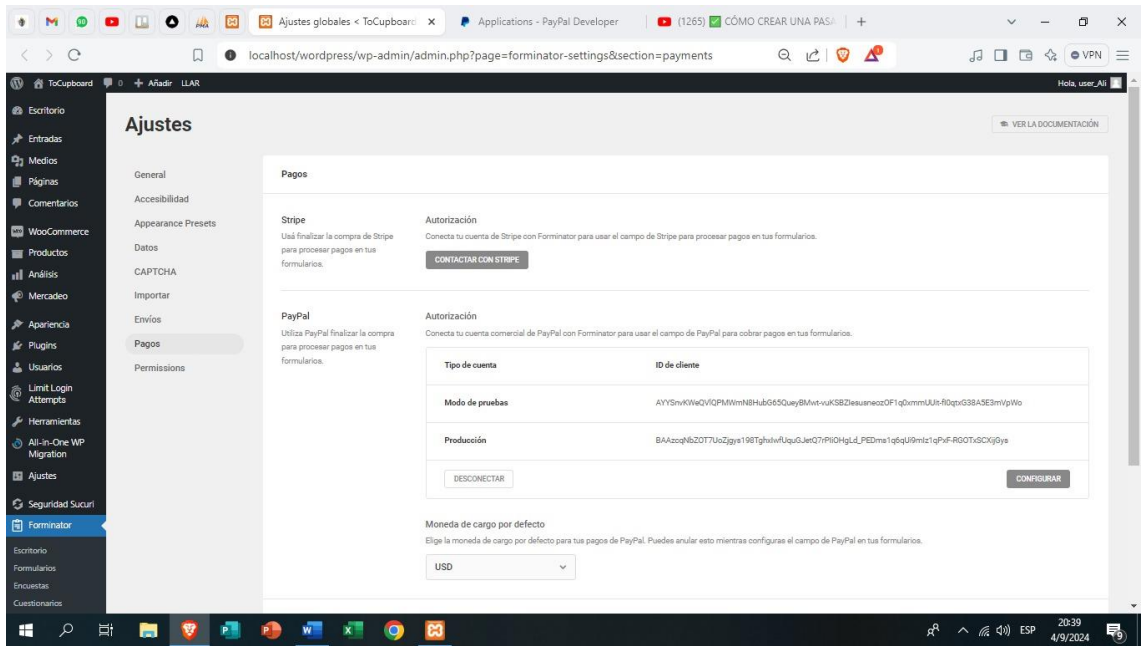 Ajustes globales < ToCupboard
Applications - PayPal Developer
(1265) ✅ CÓMO CREAR UNA PASA
localhost/wordpress/wp-admin/admin.php?page=forminator-settings&section=payments
VPN
ToCupboard
0
Añadir
LLAR
Hola, user_Ali
Escritorio
Entradas
Medios
Páginas
Comentarios
WooCommerce
Productos
Análisis
Mercadeo
Apariencia
Plugins
Usuarios
Limit Login
Attempts
Herramientas
All-in-One WP
Migration
Ajustes
Seguridad Sucuri
Forminator
Escritorio
Formularios
Encuestas
Cuestionarios
Ajustes
VER LA DOCUMENTACIÓN
General
Accesibilidad
Appearance Presets
Datos
CAPTCHA
Importar
Envíos
Pagos
Permissions
Pagos
Stripe
Usá finalizar la compra de Stripe
para procesar pagos en tus
formularios.
Autorización
Conecta tu cuenta de Stripe con Forminator para usar el campo de Stripe para procesar pagos en tus formularios.
CONTACTAR CON STRIPE
PayPal
Utiliza PayPal finalizar la compra
para procesar pagos en tus
formularios.
Autorización
Conecta tu cuenta comercial de PayPal con Forminator para usar el campo de PayPal para cobrar pagos en tus formularios.
Tipo de cuenta
ID de cliente
Modo de pruebas
Producción
DESCONECTAR
CONFIGURAR
Moneda de cargo por defecto
Elige la moneda de cargo por defecto para tus pagos de PayPal. Puedes anular esto mientras configuras el campo de PayPal en tus formularios.
USD
ESP
20:39
4/9/2024